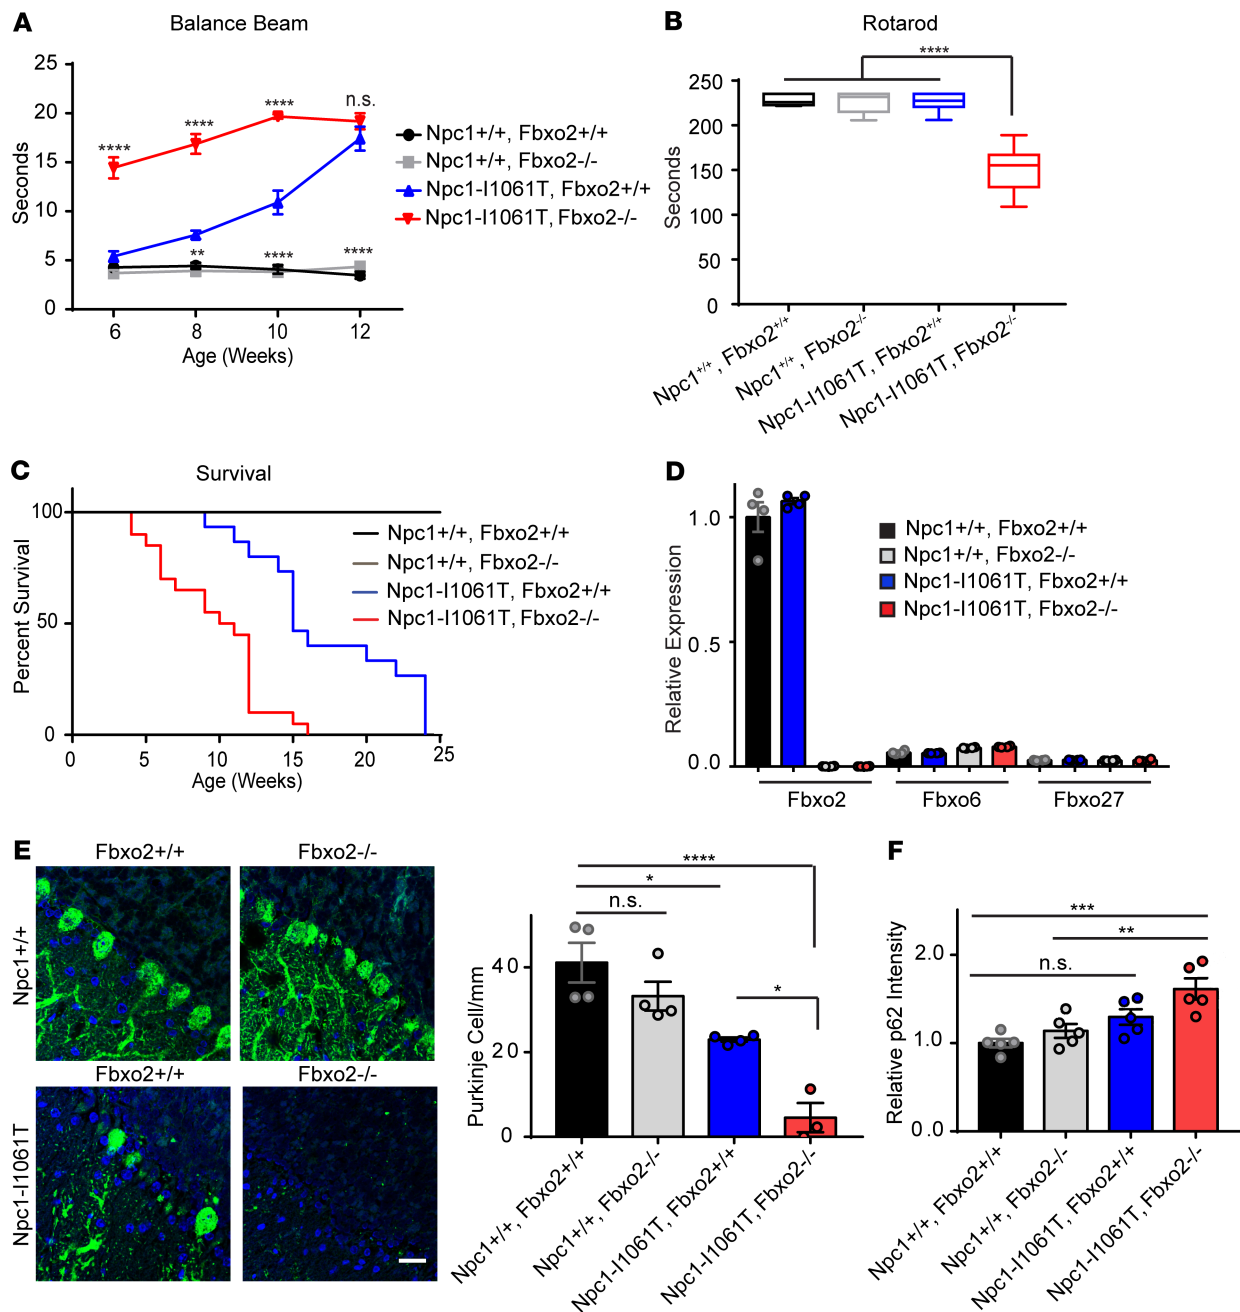 A
Balance Beam
25
20
15
10
5
0
Seconds
****
****
****
n.s.
**
****
****
6
8
10
12
Age (Weeks)
Npc1+/+, Fbxo2+/+
Npc1+/+, Fbxo2-/-
Npc1-I1061T, Fbxo2+/+
Npc1-I1061T, Fbxo2-/-
B
Rotarod
****
250
200
150
100
50
0
Seconds
Npc1+/+, Fbxo2+/+
Npc1+/+, Fbxo2-/-
Npc1-I1061T, Fbxo2+/+
Npc1-I1061T, Fbxo2-/-
C
Survival
100
50
0
Percent Survival
0
5
10
15
20
25
Age (Weeks)
Npc1+/+, Fbxo2+/+
Npc1+/+, Fbxo2-/-
Npc1-I1061T, Fbxo2+/+
Npc1-I1061T, Fbxo2-/-
D
1.0
0.5
0.0
Relative Expression
Npc1+/+, Fbxo2+/+
Npc1+/+, Fbxo2-/-
Npc1-I1061T, Fbxo2+/+
Npc1-I1061T, Fbxo2-/-
Fbxo2
Fbxo6
Fbxo27
E
Fbxo2+/+
Fbxo2-/-
Npc1+/+
Fbxo2+/+
Fbxo2-/-
Npc1-I1061T
****
*
n.s.
*
40
20
0
Purkinje Cell/mm
Npc1+/+, Fbxo2+/+
Npc1+/+, Fbxo2-/-
Npc1-I1061T, Fbxo2+/+
Npc1-I1061T, Fbxo2-/-
F
***
**
n.s.
2.0
1.0
0.0
Relative p62 Intensity
Npc1+/+, Fbxo2+/+
Npc1+/+, Fbxo2-/-
Npc1-I1061T, Fbxo2+/+
Npc1-I1061T, Fbxo2-/-